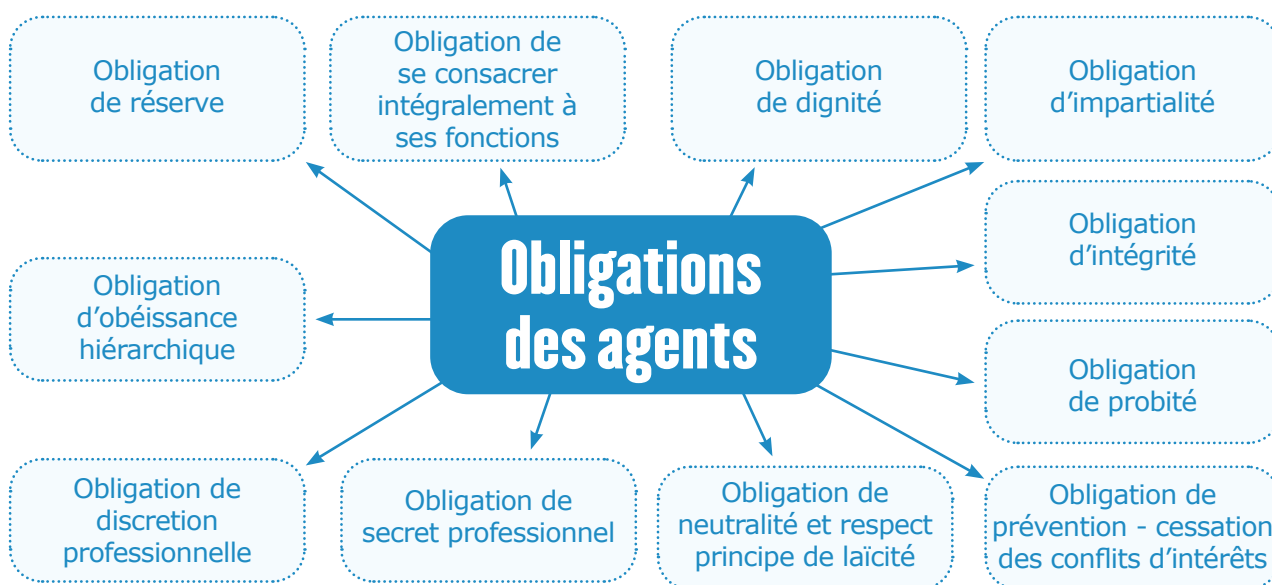 Obligation
de réserve
Obligation de
se consacrer
intégralement à
ses fonctions
Obligation
de dignité
Obligation
d’impartialité
Obligation
d’intégrité
Obligations
des agents
Obligation
d’obéissance
hiérarchique
Obligation
de probité
Obligation de
discretion
professionnelle
Obligation de
secret professionnel
Obligation de
neutralité et respect
principe de laïcité
Obligation de
prévention - cessation
des conflits d’intérêts